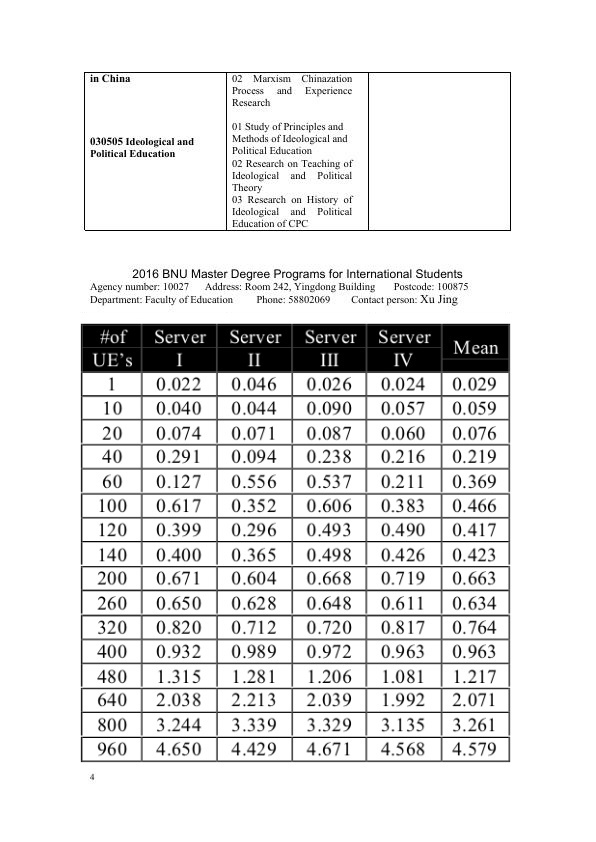 in China
02 Marxism Chinazation
Process and Experience
Research
030505 Ideological and
Political Education
01 Study of Principles and
Methods of Ideological and
Political Education
02 Research on Teaching of
Ideological and Political
Theory
03 Research on History of
Ideological and Political
Education of CPC
2016 BNU Master Degree Programs for International Students
Agency number: 10027 Address: Room 242, Yingdong Building Postcode: 100875
Department: Faculty of Education Phone: 58802069 Contact person: Xu Jing
#of UE's Server I Server II Server III Server IV Mean
1 0.022 0.046 0.026 0.024 0.029
10 0.040 0.044 0.090 0.057 0.059
20 0.074 0.071 0.087 0.060 0.076
40 0.291 0.094 0.238 0.216 0.219
60 0.127 0.556 0.537 0.211 0.369
100 0.617 0.352 0.606 0.383 0.466
120 0.399 0.296 0.493 0.490 0.417
140 0.400 0.365 0.498 0.426 0.423
200 0.671 0.604 0.668 0.719 0.663
260 0.650 0.628 0.648 0.611 0.634
320 0.820 0.712 0.720 0.817 0.764
400 0.932 0.989 0.972 0.963 0.963
480 1.315 1.281 1.206 1.081 1.217
640 2.038 2.213 2.039 1.992 2.071
800 3.244 3.339 3.329 3.135 3.261
960 4.650 4.429 4.671 4.568 4.579
4